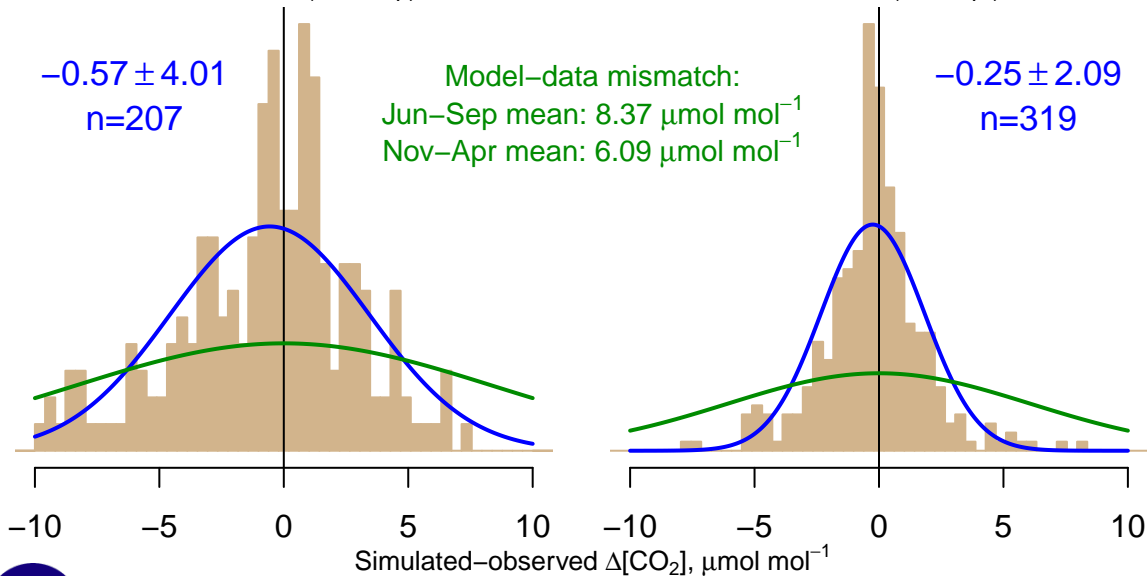 −0.57 ± 4.01
n=207
Model−data mismatch:
Jun−Sep mean: 8.37 μmol mol⁻¹
Nov−Apr mean: 6.09 μmol mol⁻¹
−0.25 ± 2.09
n=319
−10 −5 0 5 10
−10 −5 0 5 10
Simulated−observed Δ[CO₂], μmol mol⁻¹